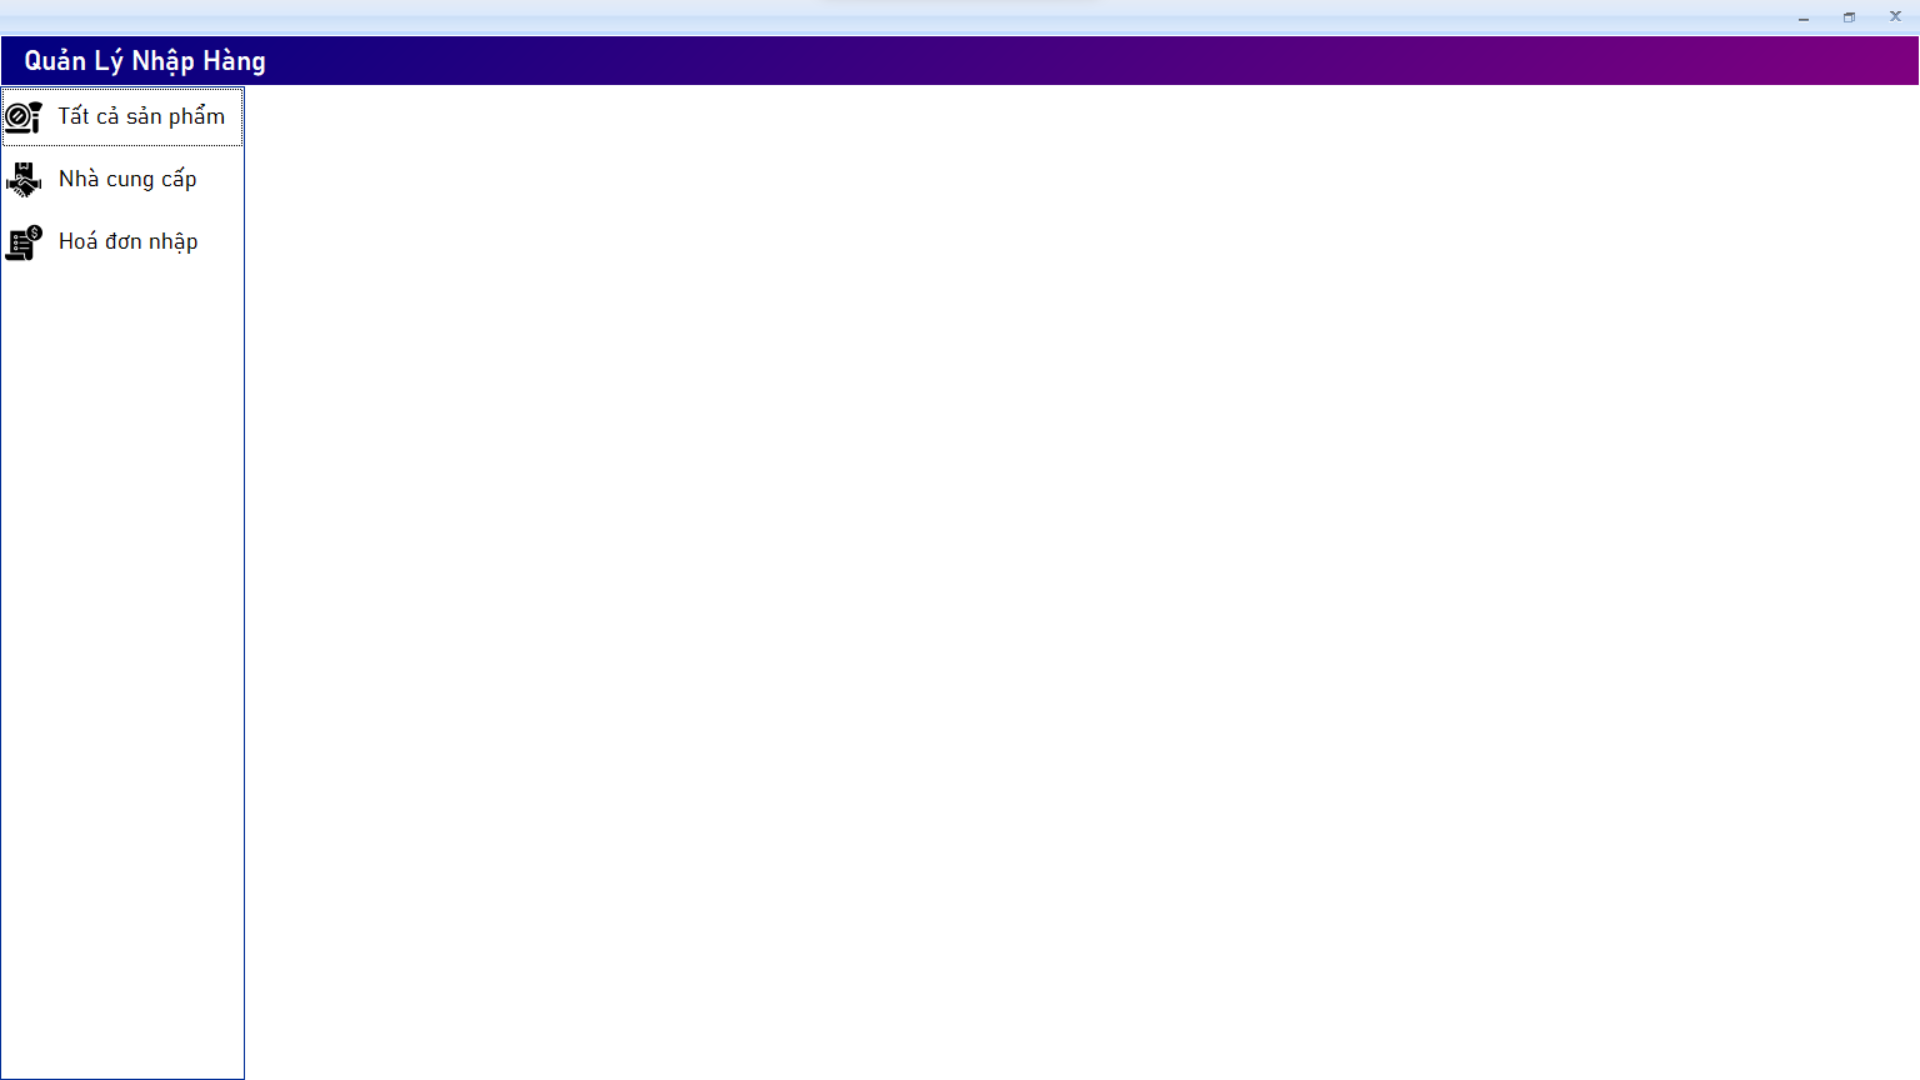 Quản Lý Nhập Hàng
Tất cả sản phẩm
Nhà cung cấp
Hoá đơn nhập